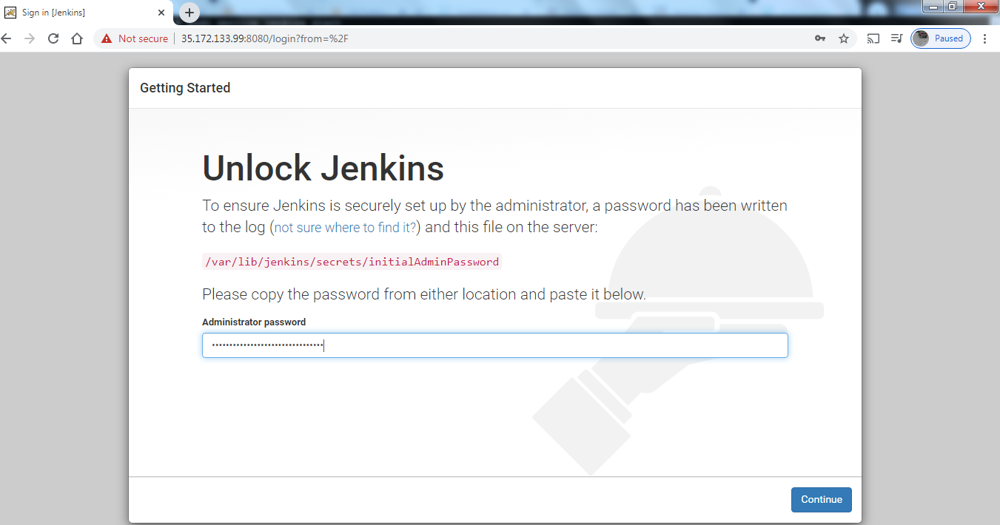 Sign in [Jenkins]
Not secure 35.172.133.99:8080/login?from=%2F
Paused
Getting Started
Unlock Jenkins
To ensure Jenkins is securely set up by the administrator, a password has been written
to the log (not sure where to find it?) and this file on the server:
/var/lib/jenkins/secrets/initialAdminPassword
Please copy the password from either location and paste it below.
Administrator password
Continue